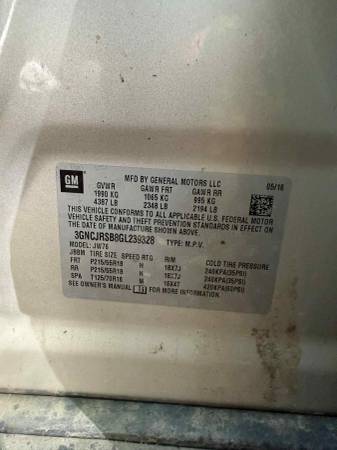 GM
MFD BY GENERAL MOTORS LLC
05/16
GVWR GAWR FRT GAWR RR
1990 KG 1065 KG 995 KG
4387 LB 2348 LB 2194 LB
THIS VEHICLE CONFORMS TO ALL APPLICABLE U.S. FEDERAL MOTOR
VEHICLE SAFETY AND THEFT PREVENTION STANDARDS IN EFFECT
ON THE DATE OF MANUFACTURE SHOWN ABOVE.
3GNCJRSB8GL239328 TYPE: M.P.V.
MODEL: JW76
JBBM TIRE SIZE SPEED RTG RIM COLD TIRE PRESSURE
FRT P215/55R18 H 18X7J 240KPA(35PSI)
RR P215/55R18 H 18X7J 240KPA(35PSI)
SPA T125/70R16 M 16X4T 420KPA(60PSI)
SEE OWNER'S MANUAL